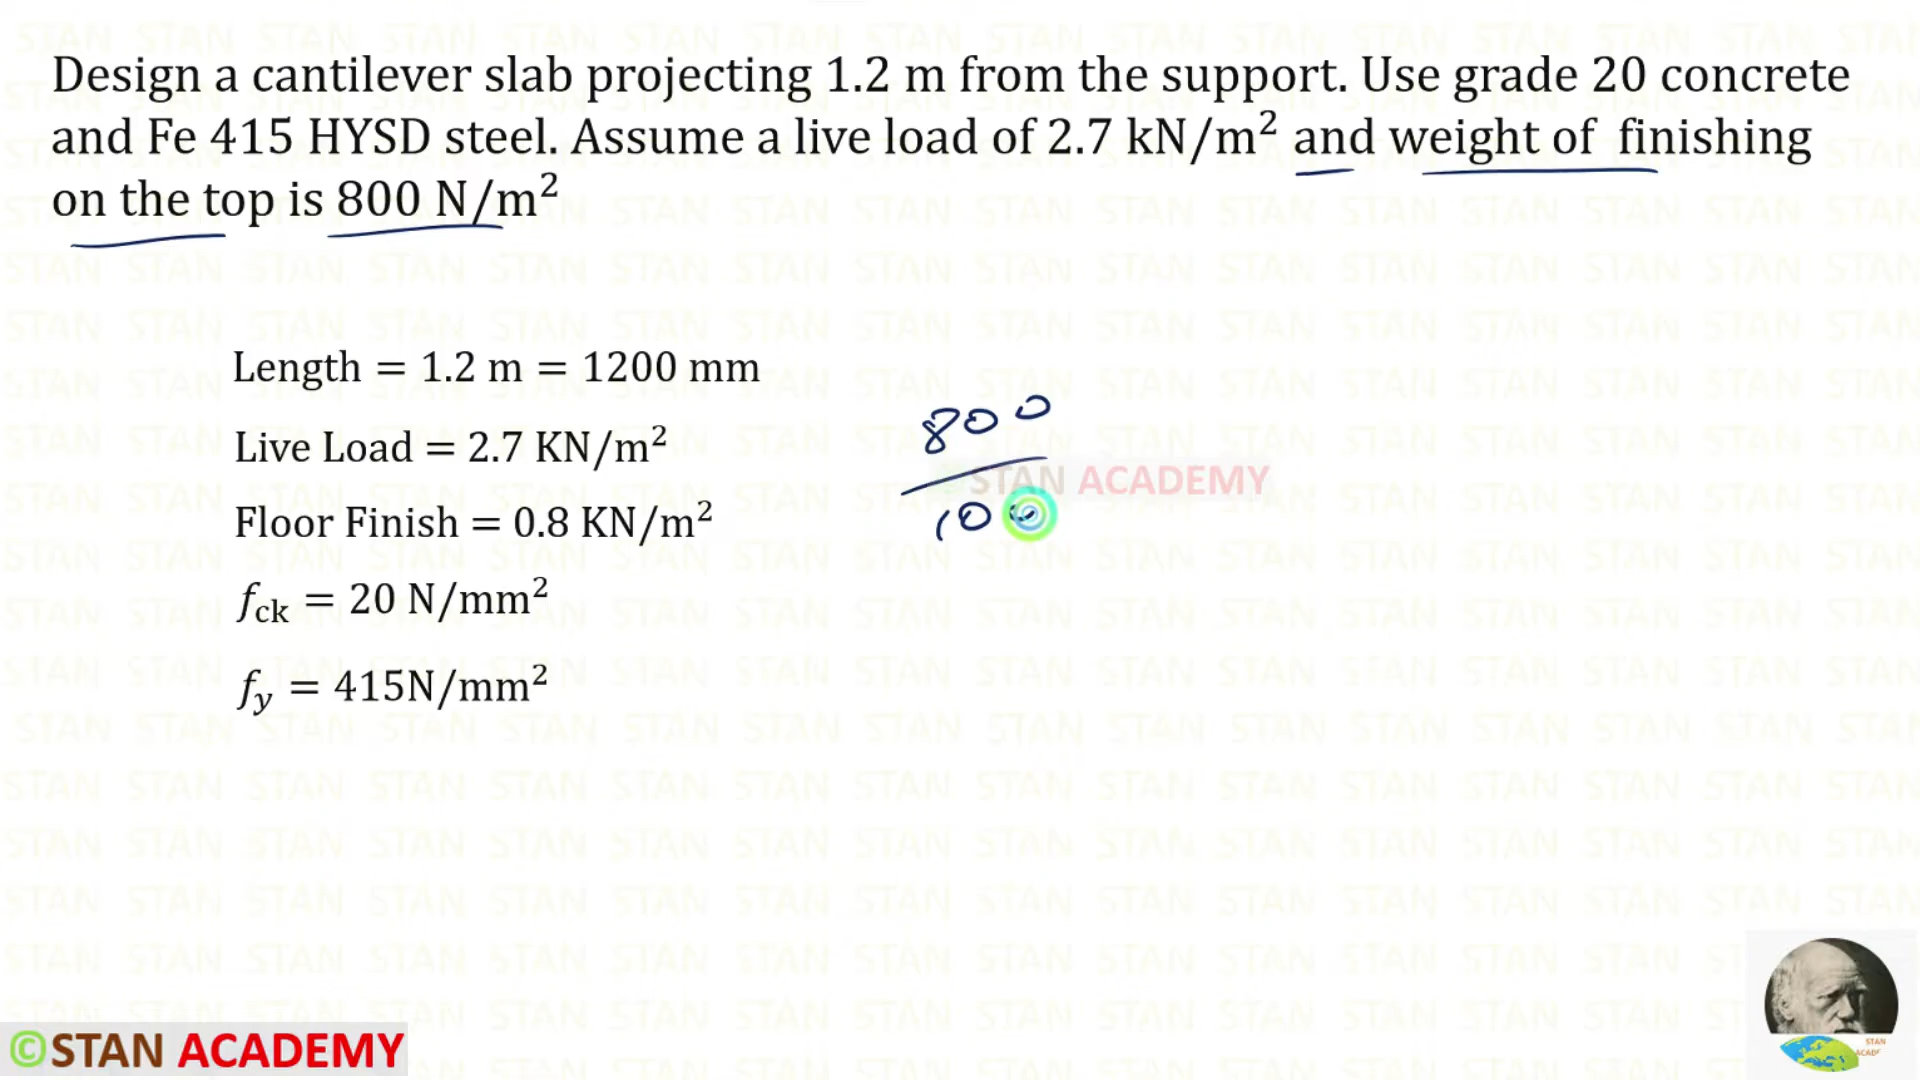 Design a cantilever slab projecting 1.2 m from the support. Use grade 20 concrete
and Fe 415 HYSD steel. Assume a live load of 2.7 kN/m² and weight of finishing
on the top is 800 N/m²
Length = 1.2 m = 1200 mm
Live Load = 2.7 KN/m²
Floor Finish = 0.8 KN/m²
f_ck = 20 N/mm²
f_y = 415N/mm²
800
100
©STAN ACADEMY
©STAN ACADEMY
STAN